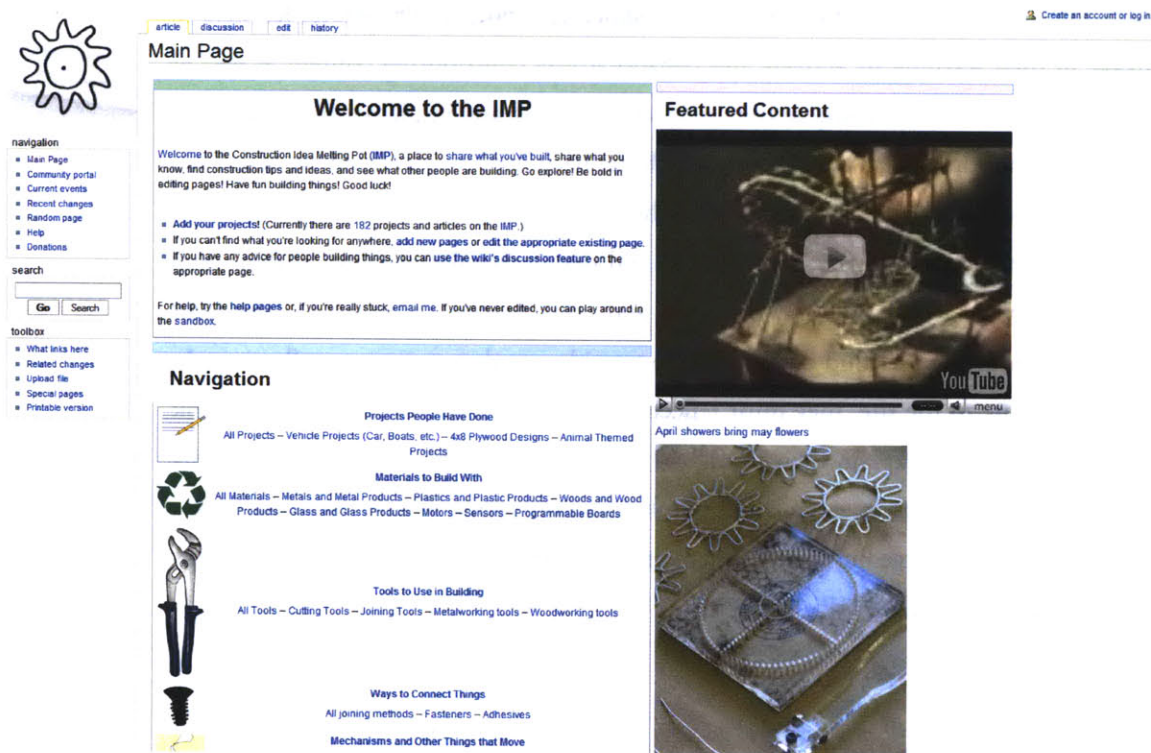 Create an account or log in
article discussion edit history
Main Page
navigation
Main Page
Community portal
Current events
Recent changes
Random page
Help
Donations
search
Go Search
toolbox
What links here
Related changes
Upload file
Special pages
Printable version
Welcome to the IMP
Welcome to the Construction Idea Melting Pot (IMP), a place to share what you've built, share what you
know, find construction tips and ideas, and see what other people are building. Go explore! Be bold in
editing pages! Have fun building things! Good luck!
Add your projects! (Currently there are 182 projects and articles on the IMP.)
If you can't find what you're looking for anywhere, add new pages or edit the appropriate existing page.
If you have any advice for people building things, you can use the wiki's discussion feature on the
appropriate page.
For help, try the help pages or, if you're really stuck, email me. If you've never edited, you can play around in
the sandbox.
Navigation
Projects People Have Done
All Projects – Vehicle Projects (Car, Boats, etc.) – 4x8 Plywood Designs – Animal Themed
Projects
Materials to Build With
All Materials – Metals and Metal Products – Plastics and Plastic Products – Woods and Wood
Products – Glass and Glass Products – Motors – Sensors – Programmable Boards
Tools to Use in Building
All Tools – Cutting Tools – Joining Tools – Metalworking tools – Woodworking tools
Ways to Connect Things
All joining methods – Fasteners – Adhesives
Mechanisms and Other Things that Move
Featured Content
You Tube
menu
April showers bring may flowers